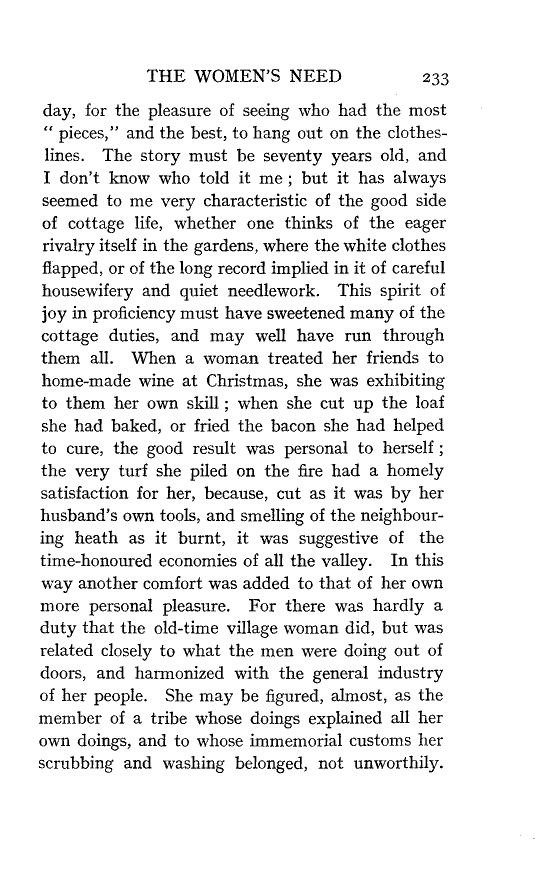 THE WOMEN'S NEED 233
day, for the pleasure of seeing who had the most
“ pieces,” and the best, to hang out on the clothes-
lines. The story must be seventy years old, and
I don't know who told it me ; but it has always
seemed to me very characteristic of the good side
of cottage life, whether one thinks of the eager
rivalry itself in the gardens, where the white clothes
flapped, or of the long record implied in it of careful
housewifery and quiet needlework. This spirit of
joy in proficiency must have sweetened many of the
cottage duties, and may well have run through
them all. When a woman treated her friends to
home-made wine at Christmas, she was exhibiting
to them her own skill ; when she cut up the loaf
she had baked, or fried the bacon she had helped
to cure, the good result was personal to herself ;
the very turf she piled on the fire had a homely
satisfaction for her, because, cut as it was by her
husband's own tools, and smelling of the neighbour-
ing heath as it burnt, it was suggestive of the
time-honoured economies of all the valley. In this
way another comfort was added to that of her own
more personal pleasure. For there was hardly a
duty that the old-time village woman did, but was
related closely to what the men were doing out of
doors, and harmonized with the general industry
of her people. She may be figured, almost, as the
member of a tribe whose doings explained all her
own doings, and to whose immemorial customs her
scrubbing and washing belonged, not unworthily.